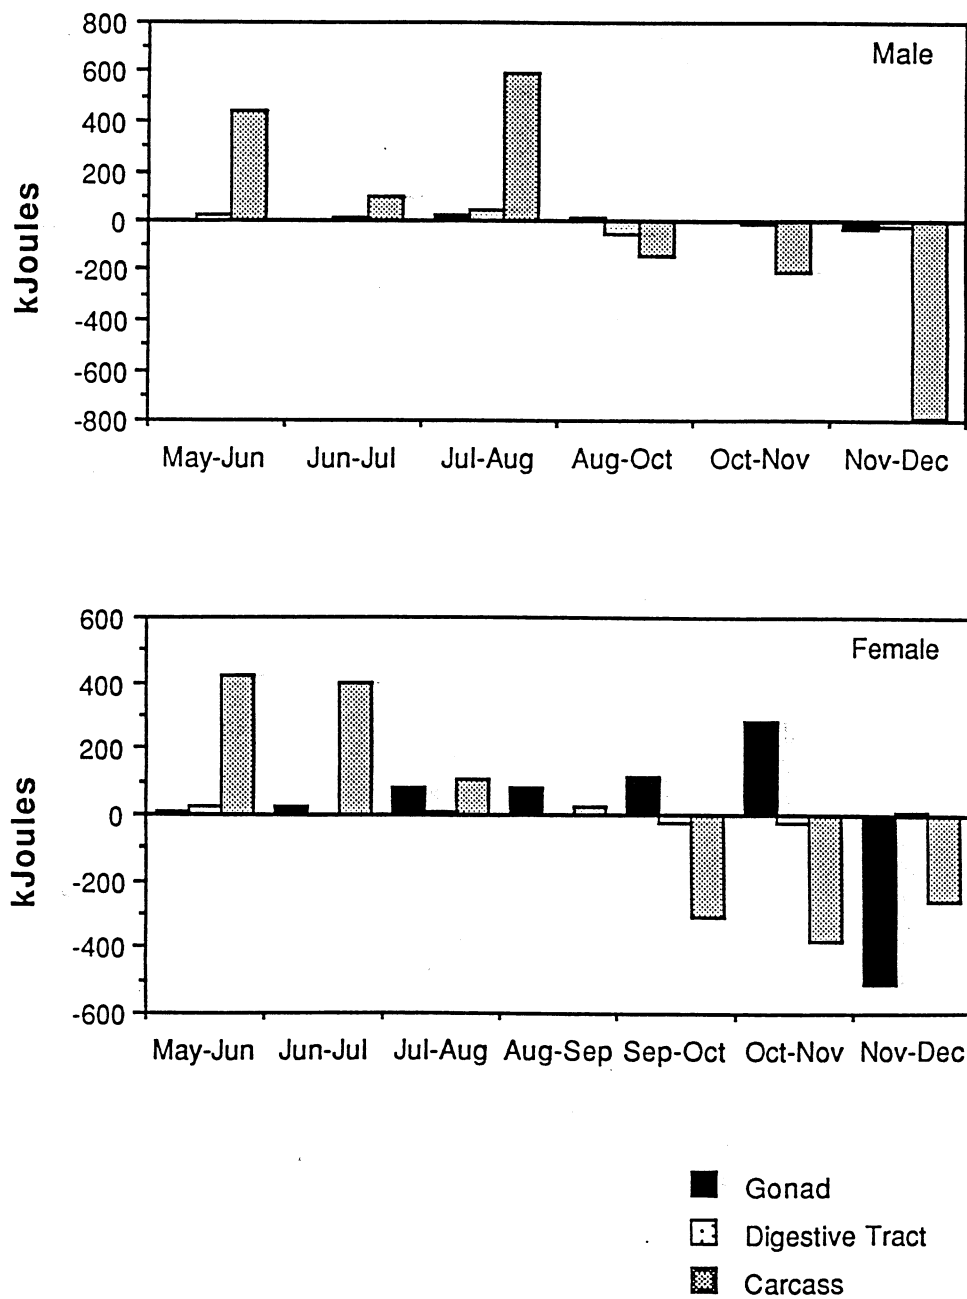 Male
kJoules
800
600
400
200
0
-200
-400
-600
-800
May-Jun Jun-Jul Jul-Aug Aug-Oct Oct-Nov Nov-Dec
Female
kJoules
600
400
200
0
-200
-400
-600
May-Jun Jun-Jul Jul-Aug Aug-Sep Sep-Oct Oct-Nov Nov-Dec
Gonad
Digestive Tract
Carcass